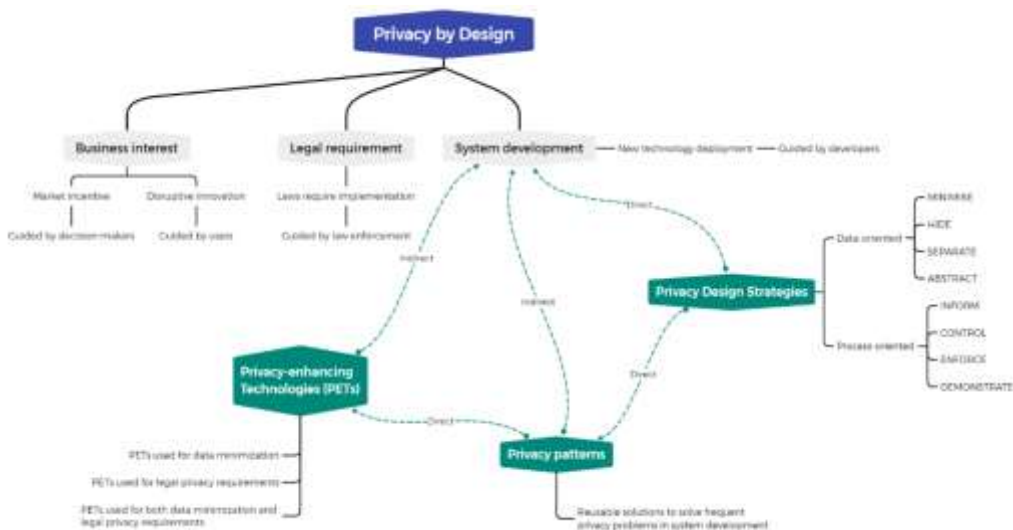 Privacy by Design
Business interest
Legal requirement
System development
New technology deployment
Guided by developers
Market incentive
Disruptive innovation
Laws require implementation
Guided by decision-makers
Guided by users
Guided by law enforcement
Direct
Indirect
Indirect
Direct
Direct
Privacy Design Strategies
Data oriented
MINIMISE
HIDE
SEPARATE
ABSTRACT
Process oriented
INFORM
CONTROL
ENFORCE
DEMONSTRATE
Privacy-enhancing
Technologies (PETs)
PETs used for data minimization
PETs used for legal privacy requirements
PETs used for both data minimization and
legal privacy requirements
Privacy patterns
Reusable solutions to solve frequent
privacy problems in system development